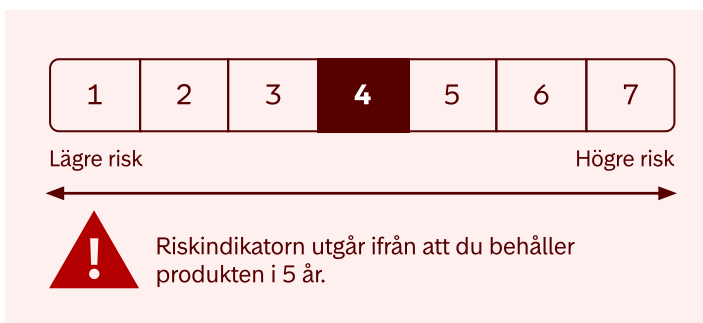 1 2 3 4 5 6 7
Lägre risk Högre risk
!
Riskindikatorn utgår ifrån att du behåller
produkten i 5 år.